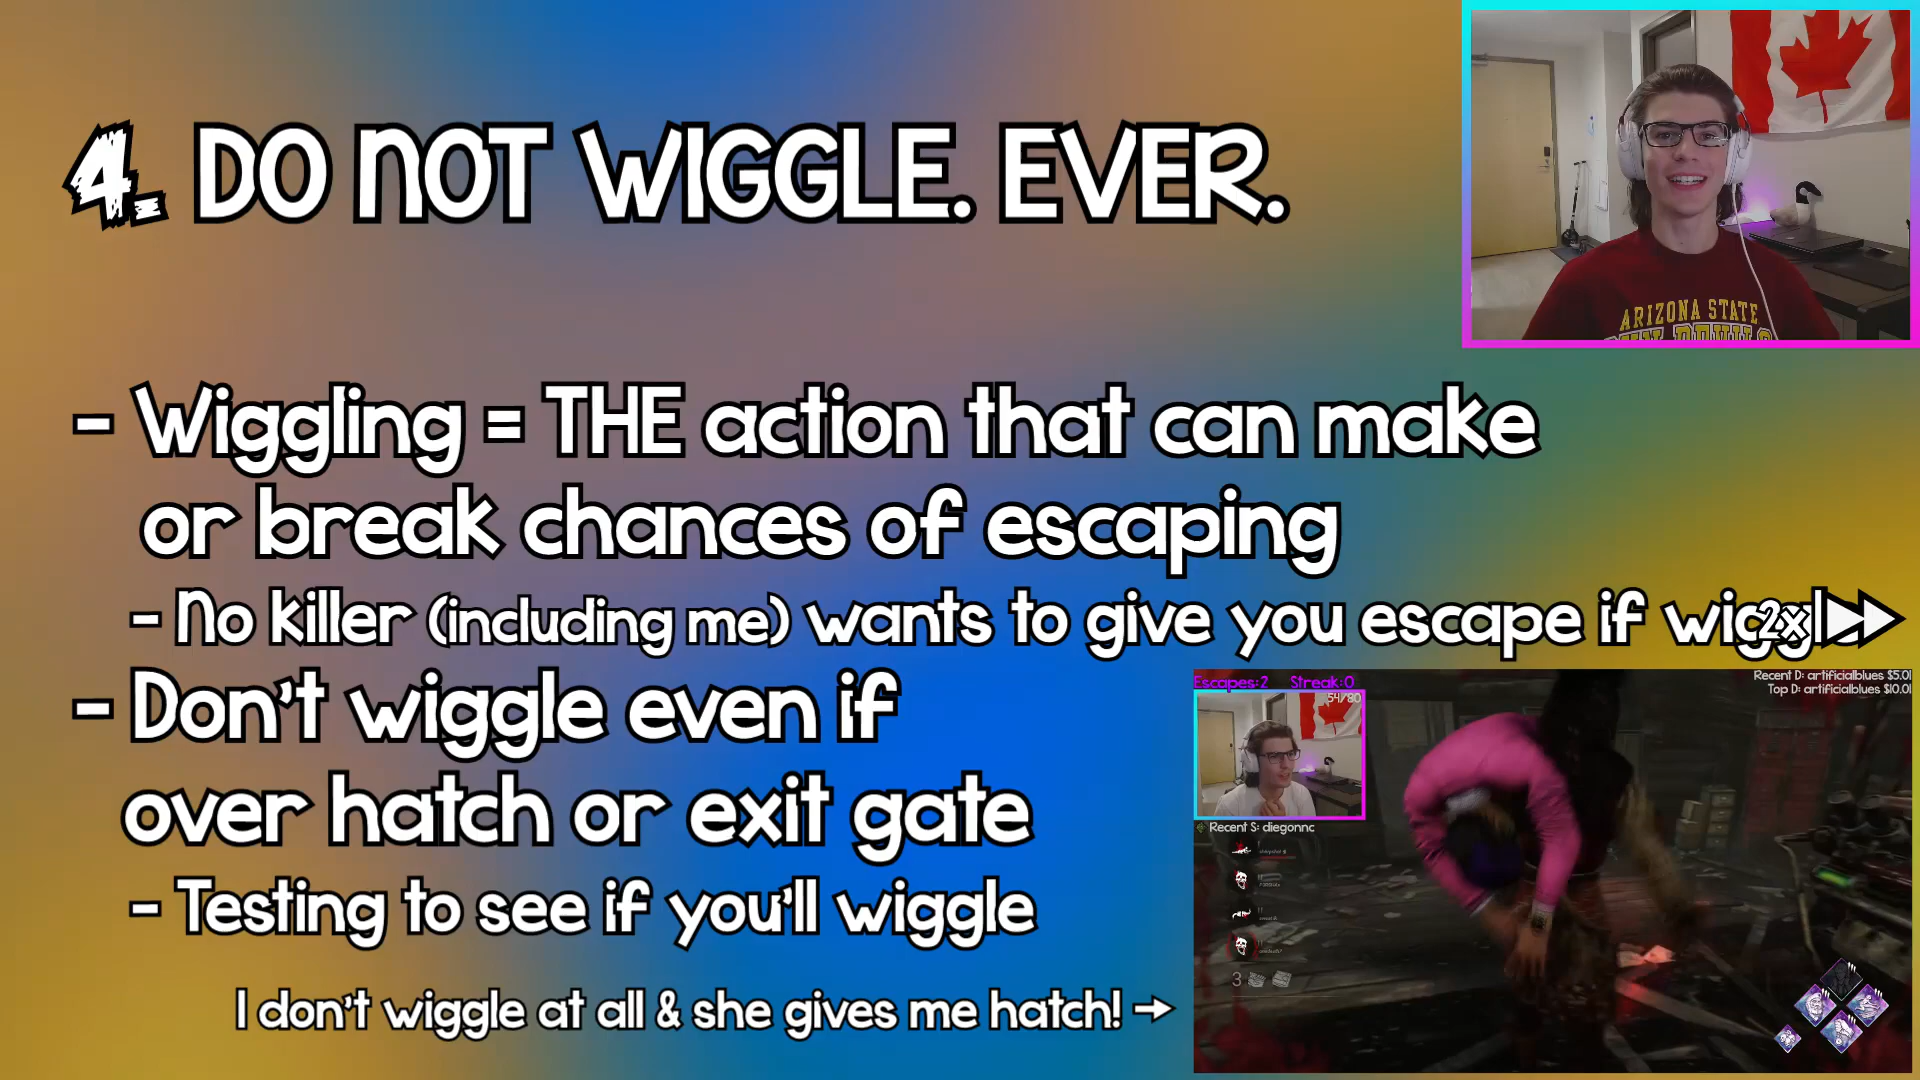 4. DO NOT WIGGLE. EVER.
ARIZONA STATE
- Wiggling = THE action that can make
or break chances of escaping
- No killer (including me) wants to give you escape if
2x
- Don't wiggle even if
over hatch or exit gate
- Testing to see if you'll wiggle
I don't wiggle at all & she gives me hatch! →
Escapes:2 Streak:0
54/80
Recent D: artificialblues $5.01
Top D: artificialblues $10.01
Recent S: diegonnc
3